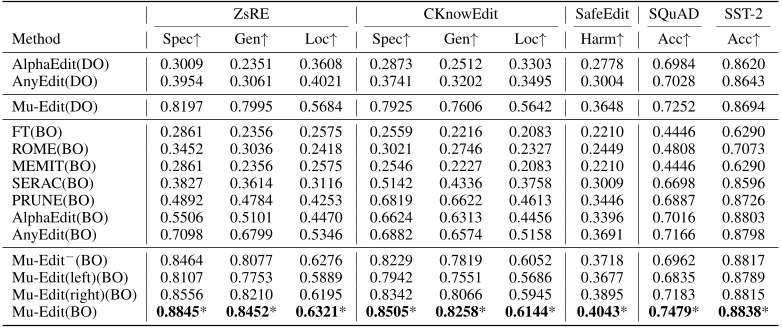 ZsRE CKnowEdit SafeEdit SQuAD SST-2
Method Spec↑ Gen↑ Loc↑ Spec↑ Gen↑ Loc↑ Harm↑ Acc↑ Acc↑
AlphaEdit(DO) 0.3009 0.2351 0.3608 0.2873 0.2512 0.3303 0.2778 0.6984 0.8620
AnyEdit(DO) 0.3954 0.3061 0.4021 0.3741 0.3202 0.3495 0.3004 0.7028 0.8643
Mu-Edit(DO) 0.8197 0.7995 0.5684 0.7925 0.7606 0.5642 0.3648 0.7252 0.8694
FT(BO) 0.2861 0.2356 0.2575 0.2559 0.2216 0.2083 0.2210 0.4446 0.6290
ROME(BO) 0.3452 0.3036 0.2418 0.3021 0.2746 0.2327 0.2449 0.4808 0.7073
MEMIT(BO) 0.2861 0.2356 0.2575 0.2546 0.2227 0.2083 0.2210 0.4446 0.6290
SERAC(BO) 0.3827 0.3614 0.3116 0.5142 0.4336 0.3758 0.3009 0.6698 0.8596
PRUNE(BO) 0.4892 0.4784 0.4253 0.6819 0.6622 0.4613 0.3446 0.6887 0.8726
AlphaEdit(BO) 0.5506 0.5101 0.4470 0.6624 0.6313 0.4456 0.3396 0.7016 0.8803
AnyEdit(BO) 0.7098 0.6799 0.5346 0.6882 0.6574 0.5158 0.3691 0.7166 0.8798
Mu-Edit⁻(BO) 0.8464 0.8077 0.6276 0.8229 0.7819 0.6052 0.3718 0.6962 0.8817
Mu-Edit(left)(BO) 0.8107 0.7753 0.5889 0.7942 0.7551 0.5686 0.3677 0.6835 0.8789
Mu-Edit(right)(BO) 0.8556 0.8210 0.6195 0.8342 0.8066 0.5945 0.3895 0.7183 0.8815
Mu-Edit(BO) 0.8845* 0.8452* 0.6321* 0.8505* 0.8258* 0.6144* 0.4043* 0.7479* 0.8838*